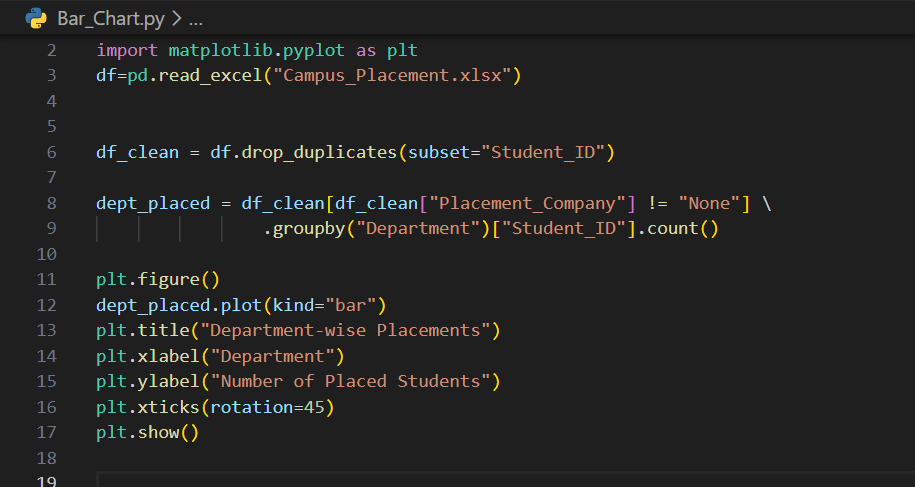 Bar_Chart.py > ...
2 import matplotlib.pyplot as plt
3 df=pd.read_excel("Campus_Placement.xlsx")
4
5
6 df_clean = df.drop_duplicates(subset="Student_ID")
7
8 dept_placed = df_clean[df_clean["Placement_Company"] != "None"] \
9                 .groupby("Department")["Student_ID"].count()
10
11 plt.figure()
12 dept_placed.plot(kind="bar")
13 plt.title("Department-wise Placements")
14 plt.xlabel("Department")
15 plt.ylabel("Number of Placed Students")
16 plt.xticks(rotation=45)
17 plt.show()
18
19